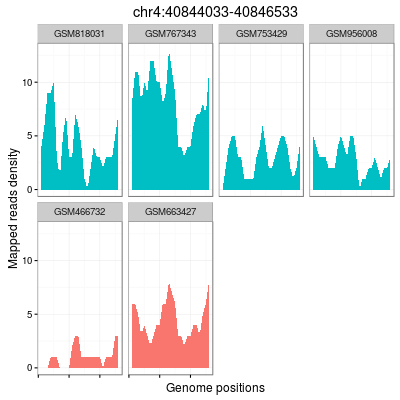 chr4:40844033-40846533
GSM818031 GSM767343 GSM753429 GSM956008
10
5
0
GSM466732 GSM663427
10
5
0
Mapped reads density
Genome positions